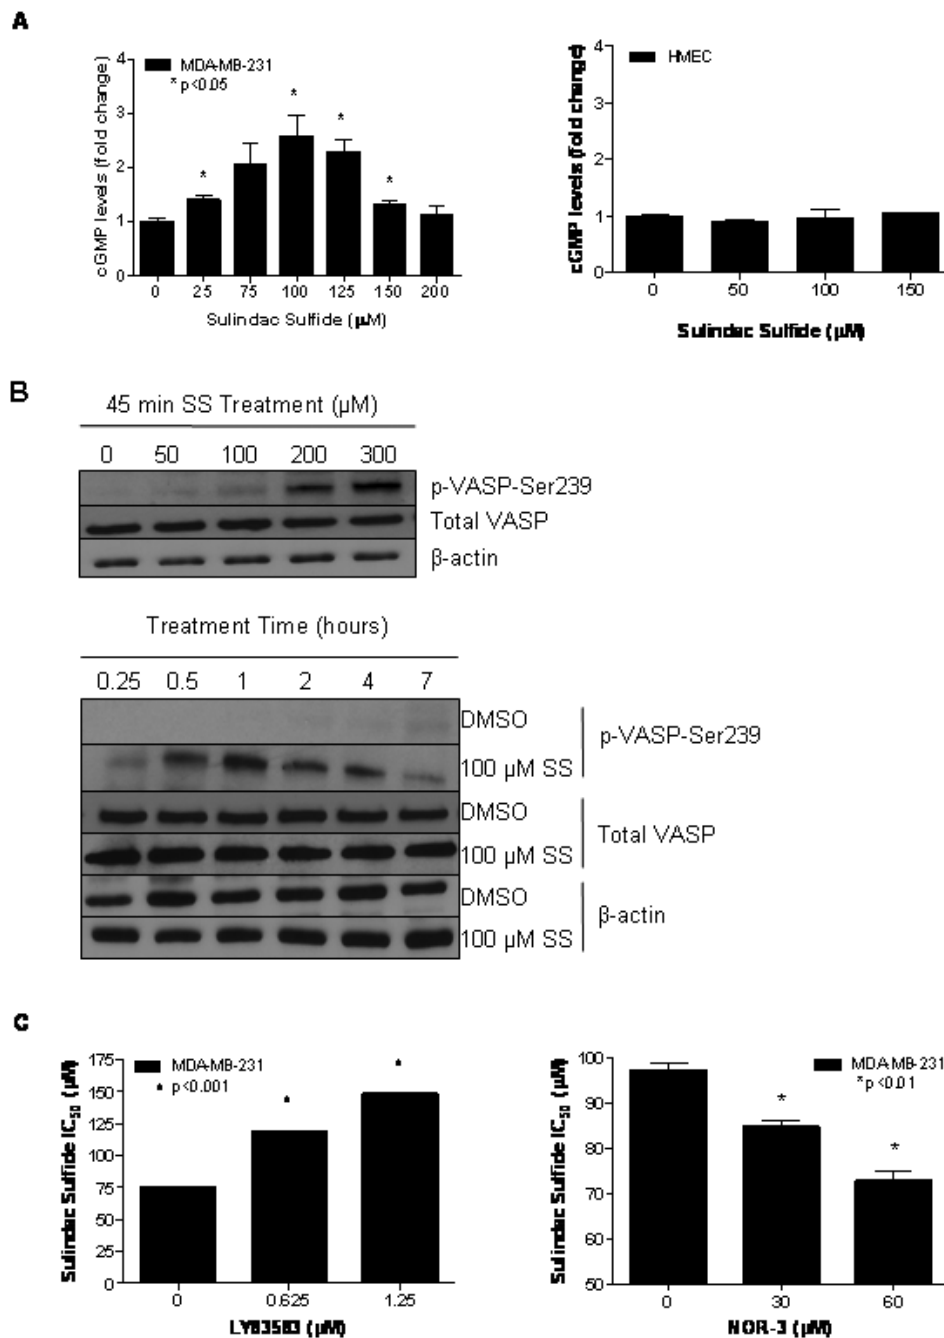 A
MDA-MB-231
* p<0.05
*
*
*
*
cGMP levels (fold change)
4
3
2
1
0
0 25 75 100 125 150 200
Sulindac Sulfide (µM)
HMEC
cGMP levels (fold change)
4
3
2
1
0
0 50 100 150
Sulindac Sulfide (µM)
B
45 min SS Treatment (µM)
0 50 100 200 300
p-VASP-Ser239
Total VASP
β-actin
Treatment Time (hours)
0.25 0.5 1 2 4 7
DMSO
p-VASP-Ser239
100 µM SS
DMSO
Total VASP
100 µM SS
DMSO
β-actin
100 µM SS
C
MDA-MB-231
* p<0.001
*
*
Sulindac Sulfide IC50 (µM)
175
150
125
100
75
50
25
0
0 0.625 1.25
LY83583 (µM)
MDA-MB-231
*p<0.01
*
*
Sulindac Sulfide IC50 (µM)
100
90
80
70
60
50
0 30 60
NOR-3 (µM)